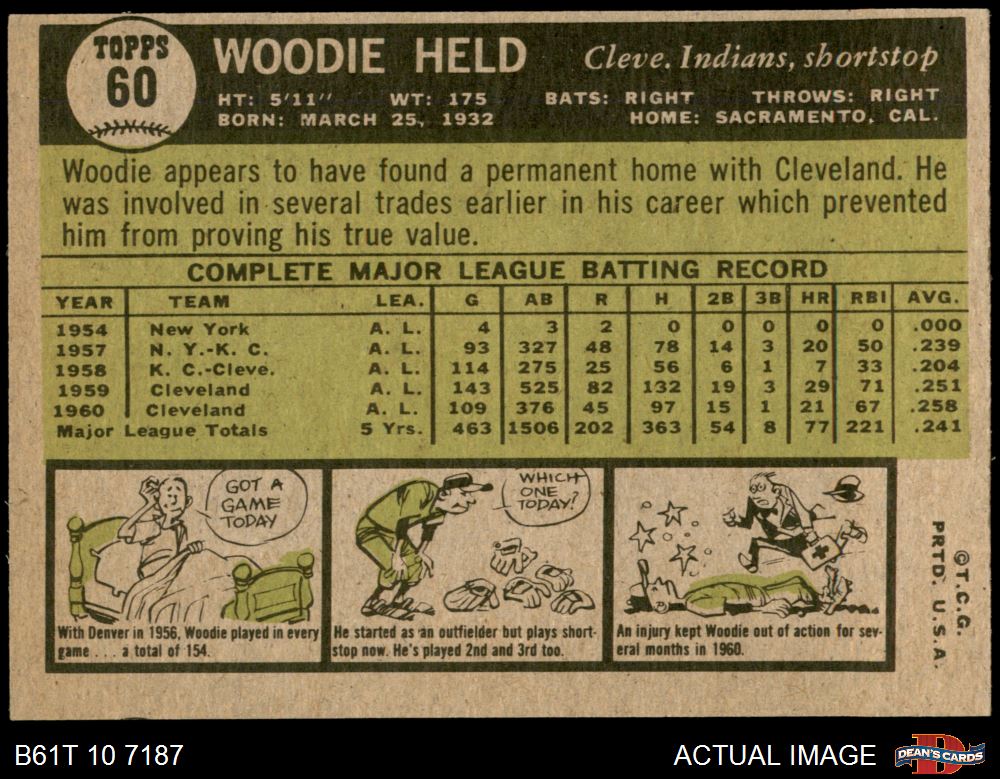 TOPPS
60
WOODIE HELD
Cleve. Indians, shortstop
HT: 5'11" WT: 175 BATS: RIGHT THROWS: RIGHT
BORN: MARCH 25, 1932 HOME: SACRAMENTO, CAL.
Woodie appears to have found a permanent home with Cleveland. He
was involved in several trades earlier in his career which prevented
him from proving his true value.
COMPLETE MAJOR LEAGUE BATTING RECORD
YEAR TEAM LEA. G AB R H 2B 3B HR RBI AVG.
1954 New York A. L. 4 3 2 0 0 0 0 0 .000
1957 N. Y.-K. C. A. L. 93 327 48 78 14 3 20 50 .239
1958 K. C.-Cleve. A. L. 114 275 25 56 6 1 7 33 .204
1959 Cleveland A. L. 143 525 82 132 19 3 29 71 .251
1960 Cleveland A. L. 109 376 45 97 15 1 21 67 .258
Major League Totals 5 Yrs. 463 1506 202 363 54 8 77 221 .241
GOT A
GAME
TODAY
With Denver in 1956, Woodie played in every
game . . . a total of 154.
WHICH
ONE
TODAY?
He started as an outfielder but plays short-
stop now. He's played 2nd and 3rd too.
An injury kept Woodie out of action for sev-
eral months in 1960.
©T.C.G.
PRTD. U.S.A.
B61T 10 7187
ACTUAL IMAGE
DEAN'S CARDS